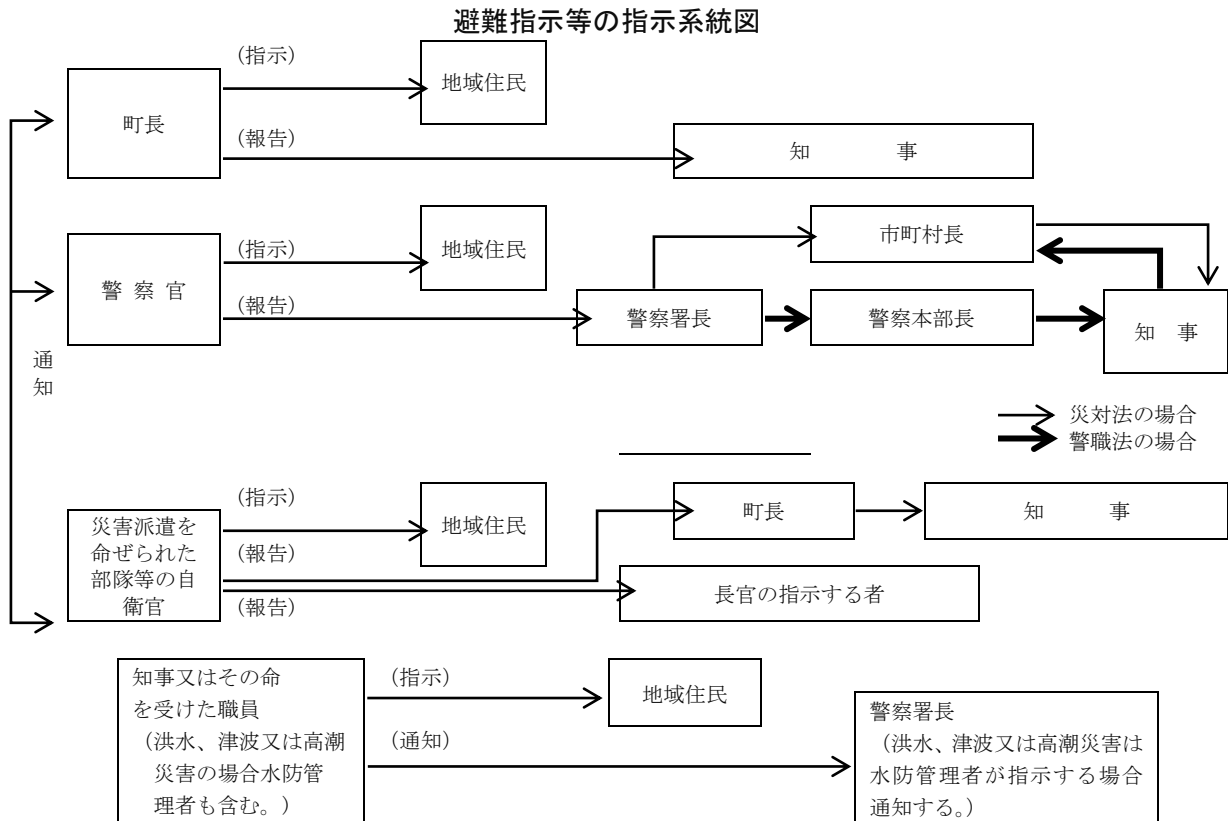 避難指示等の指示系統図
(指示)
町長
地域住民
(報告)
知　　　事
(指示)
警 察 官
地域住民
(報告)
市町村長
警察署長
警察本部長
知　事
通
知
災対法の場合
警職法の場合
(指示)
災害派遣を
命ぜられた
部隊等の自
衛官
地域住民
(報告)
町長
知　　　事
(報告)
長官の指示する者
知事又はその命
を受けた職員
（洪水、津波又は高潮
災害の場合水防管
理者も含む。）
（指示）
地域住民
（通知）
警察署長
（洪水、津波又は高潮災害は
水防管理者が指示する場合
通知する。）